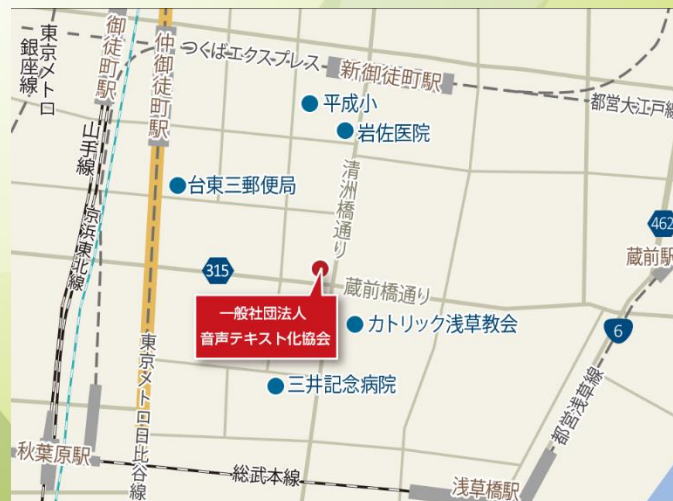 東京メトロ
銀座線
御徒町駅
仲御徒町駅
つくばエクスプレス
新御徒町駅
都営大江戸線
平成小
岩佐医院
山手線
京浜東北線
清洲橋通り
台東三郵便局
462
蔵前駅
315
蔵前橋通り
一般社団法人
音声テキスト化協会
カトリック浅草教会
6
三井記念病院
東京メトロ日比谷線
都営浅草線
秋葉原駅
総武本線
浅草橋駅